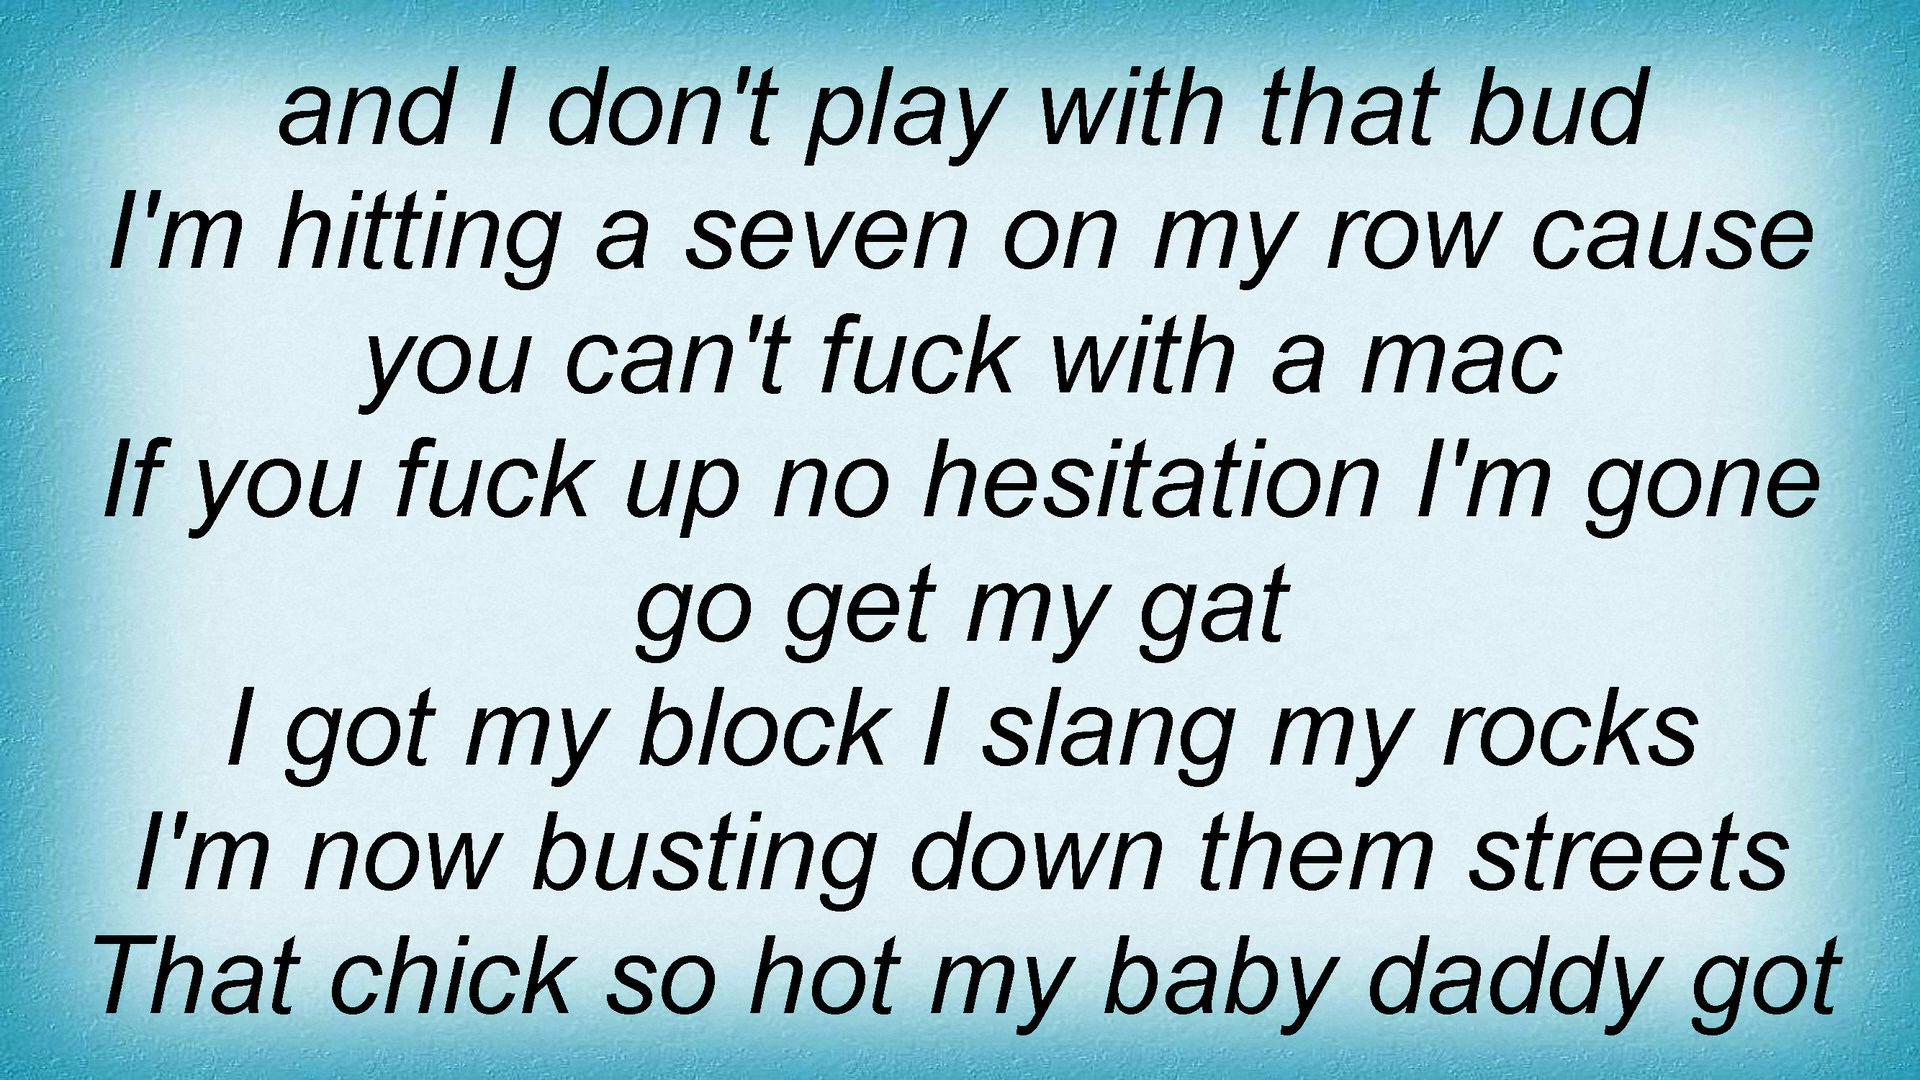 and I don't play with that bud
I'm hitting a seven on my row cause
you can't fuck with a mac
If you fuck up no hesitation I'm gone
go get my gat
I got my block I slang my rocks
I'm now busting down them streets
That chick so hot my baby daddy got